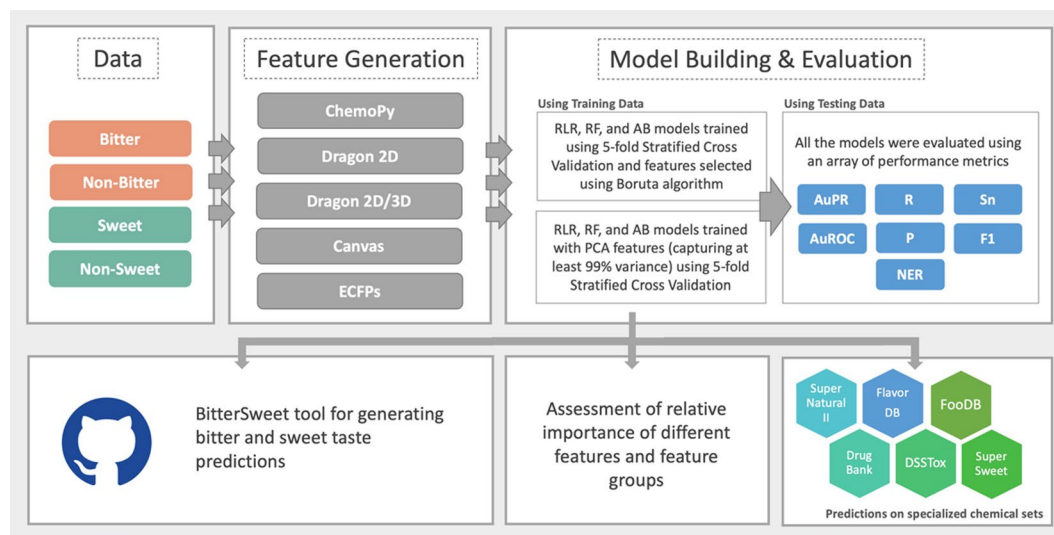 Data
Bitter
Non-Bitter
Sweet
Non-Sweet
Feature Generation
ChemoPy
Dragon 2D
Dragon 2D/3D
Canvas
ECFPs
Model Building & Evaluation
Using Training Data
RLR, RF, and AB models trained
using 5-fold Stratified Cross
Validation and features selected
using Boruta algorithm
RLR, RF, and AB models trained
with PCA features (capturing at
least 99% variance) using 5-fold
Stratified Cross Validation
Using Testing Data
All the models were evaluated using
an array of performance metrics
AuPR
R
Sn
AuROC
P
F1
NER
BitterSweet tool for generating
bitter and sweet taste
predictions
Assessment of relative
importance of different
features and feature
groups
Super
Natural
II
Flavor
DB
FooDB
Drug
Bank
DSSTox
Super
Sweet
Predictions on specialized chemical sets